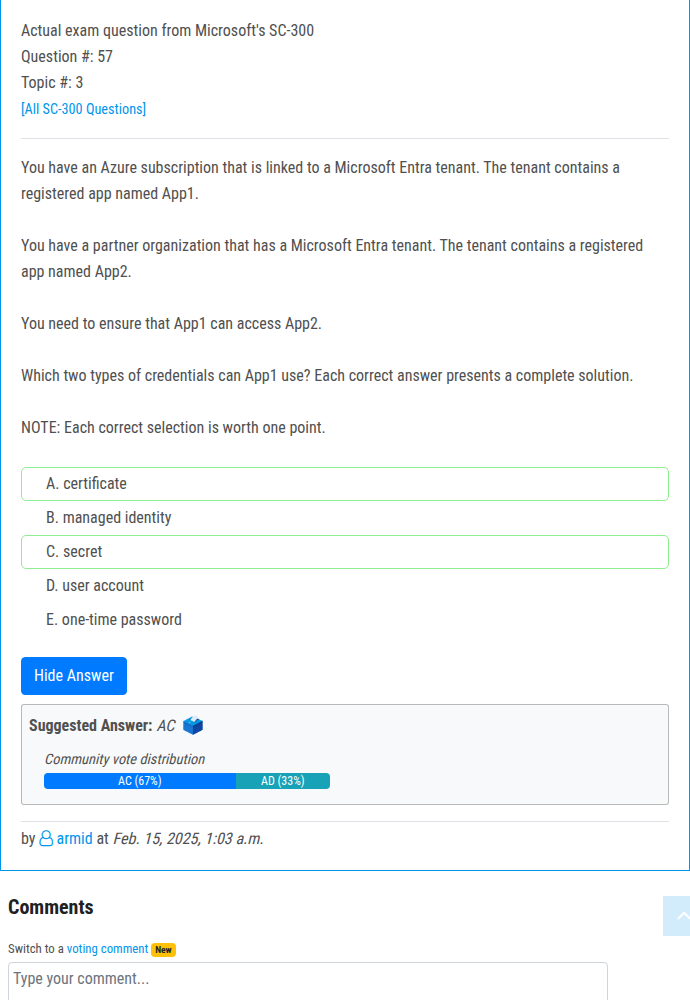 Actual exam question from Microsoft's SC-300
Question #: 57
Topic #: 3
[All SC-300 Questions]
You have an Azure subscription that is linked to a Microsoft Entra tenant. The tenant contains a
registered app named App1.
You have a partner organization that has a Microsoft Entra tenant. The tenant contains a registered
app named App2.
You need to ensure that App1 can access App2.
Which two types of credentials can App1 use? Each correct answer presents a complete solution.
NOTE: Each correct selection is worth one point.
A. certificate
B. managed identity
C. secret
D. user account
E. one-time password
Hide Answer
Suggested Answer: AC
Community vote distribution
AC (67%) AD (33%)
by armid at Feb. 15, 2025, 1:03 a.m.
Comments
Switch to a voting comment New
Type your comment...